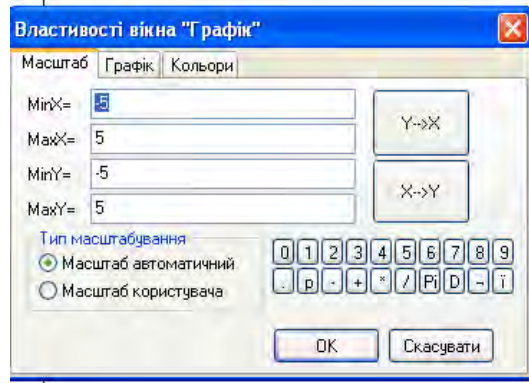 Властивості вікна "Графік"
Масштаб Графік Кольори
MinX= -5
MaxX= 5
MinY= -5
MaxY= 5
Y-->X
X-->Y
Тип масштабування
Масштаб автоматичний
Масштаб користувача
0 1 2 3 4 5 6 7 8 9
. p - + * / Pi D ¬ ї
OK Скасувати